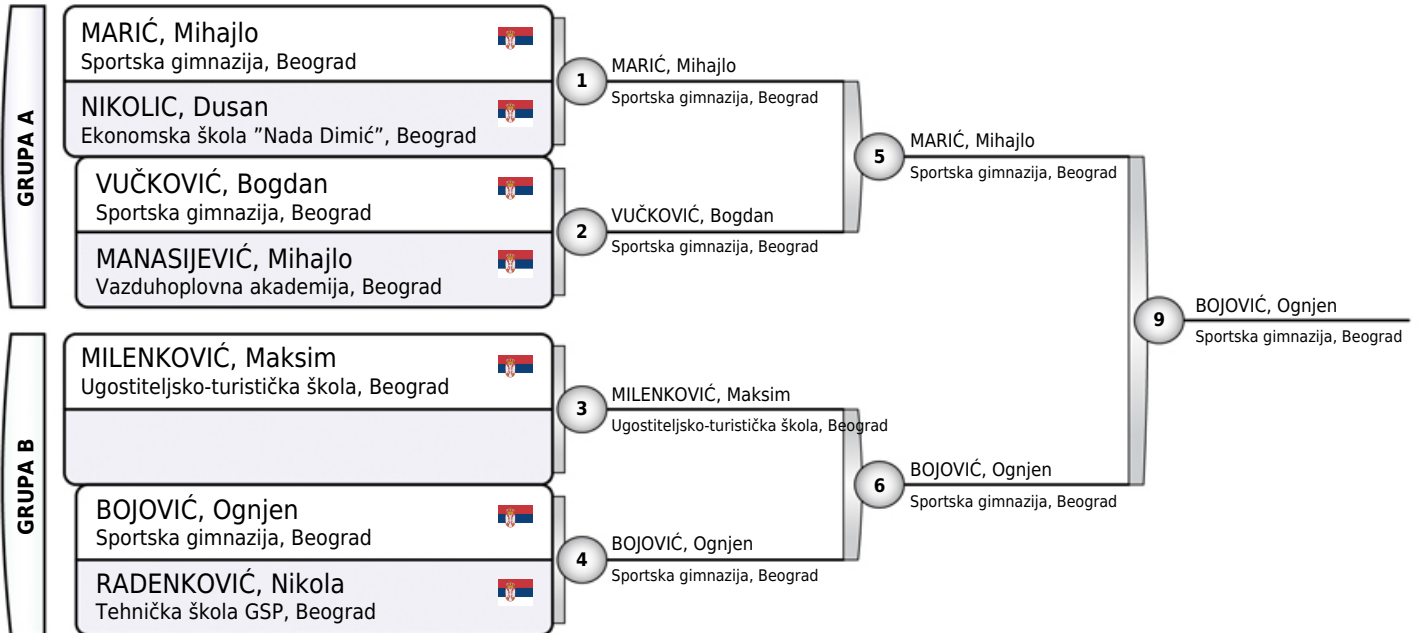 GRUPA A
MARIĆ, Mihajlo
Sportska gimnazija, Beograd
NIKOLIC, Dusan
Ekonomska škola ”Nada Dimić”, Beograd
VUČKOVIĆ, Bogdan
Sportska gimnazija, Beograd
MANASIJEVIĆ, Mihajlo
Vazduhoplovna akademija, Beograd
GRUPA B
MILENKOVIĆ, Maksim
Ugostiteljsko-turistička škola, Beograd
BOJOVIĆ, Ognjen
Sportska gimnazija, Beograd
RADENKOVIĆ, Nikola
Tehnička škola GSP, Beograd
1
MARIĆ, Mihajlo
Sportska gimnazija, Beograd
2
VUČKOVIĆ, Bogdan
Sportska gimnazija, Beograd
3
MILENKOVIĆ, Maksim
Ugostiteljsko-turistička škola, Beograd
4
BOJOVIĆ, Ognjen
Sportska gimnazija, Beograd
5
MARIĆ, Mihajlo
Sportska gimnazija, Beograd
6
BOJOVIĆ, Ognjen
Sportska gimnazija, Beograd
9
BOJOVIĆ, Ognjen
Sportska gimnazija, Beograd